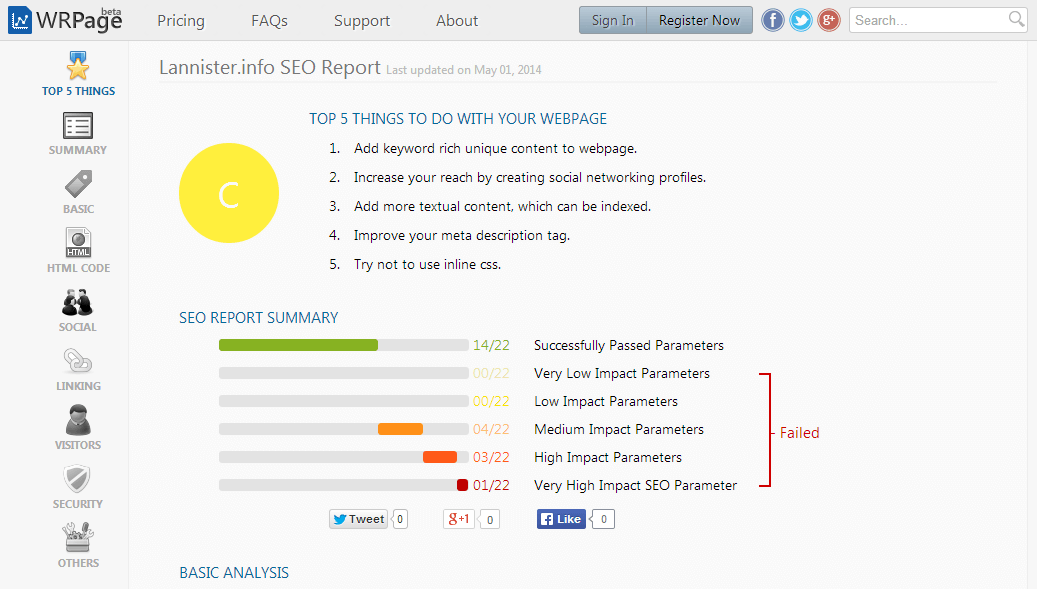 WRPage beta
Pricing FAQs Support About
Sign In Register Now
f g+
Search...
TOP 5 THINGS
SUMMARY
BASIC
HTML
HTML CODE
SOCIAL
LINKING
VISITORS
SECURITY
OTHERS
Lannister.info SEO Report Last updated on May 01, 2014
TOP 5 THINGS TO DO WITH YOUR WEBPAGE
C
1. Add keyword rich unique content to webpage.
2. Increase your reach by creating social networking profiles.
3. Add more textual content, which can be indexed.
4. Improve your meta description tag.
5. Try not to use inline css.
SEO REPORT SUMMARY
14/22 Successfully Passed Parameters
00/22 Very Low Impact Parameters
00/22 Low Impact Parameters
04/22 Medium Impact Parameters
03/22 High Impact Parameters
01/22 Very High Impact SEO Parameter
Failed
Tweet 0 g+1 0 f Like 0
BASIC ANALYSIS